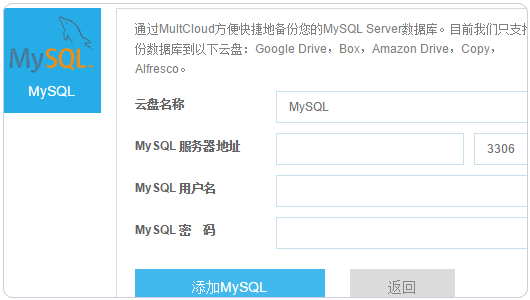 MySQL
MySQL
通过MultCloud方便快捷地备份您的MySQL Server数据库。目前我们只支持
份数据库到以下云盘：Google Drive，Box，Amazon Drive，Copy，
Alfresco。
云盘名称 MySQL
MySQL 服务器地址 3306
MySQL 用户名
MySQL 密 码
添加MySQL 返回